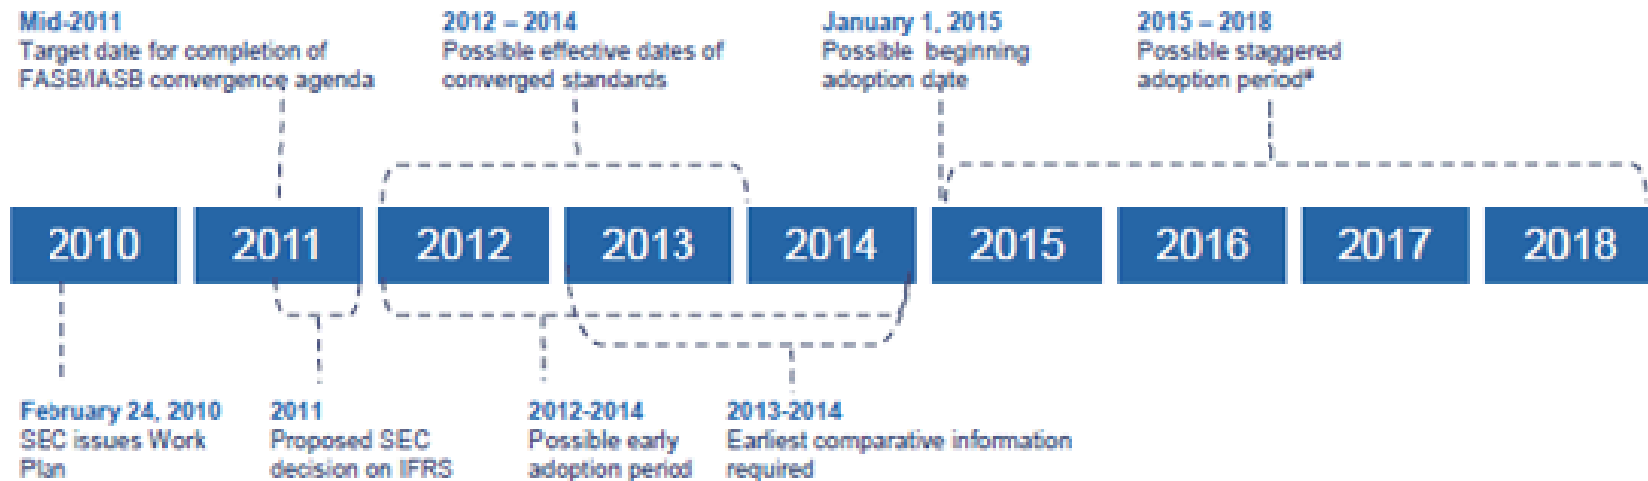 Mid-2011
Target date for completion of
FASB/IASB convergence agenda
2012 – 2014
Possible effective dates of
converged standards
January 1, 2015
Possible beginning
adoption date
2015 – 2018
Possible staggered
adoption period#
2010
2011
2012
2013
2014
2015
2016
2017
2018
February 24, 2010
SEC issues Work
Plan
2011
Proposed SEC
decision on IFRS
2012-2014
Possible early
adoption period
2013-2014
Earliest comparative information
required